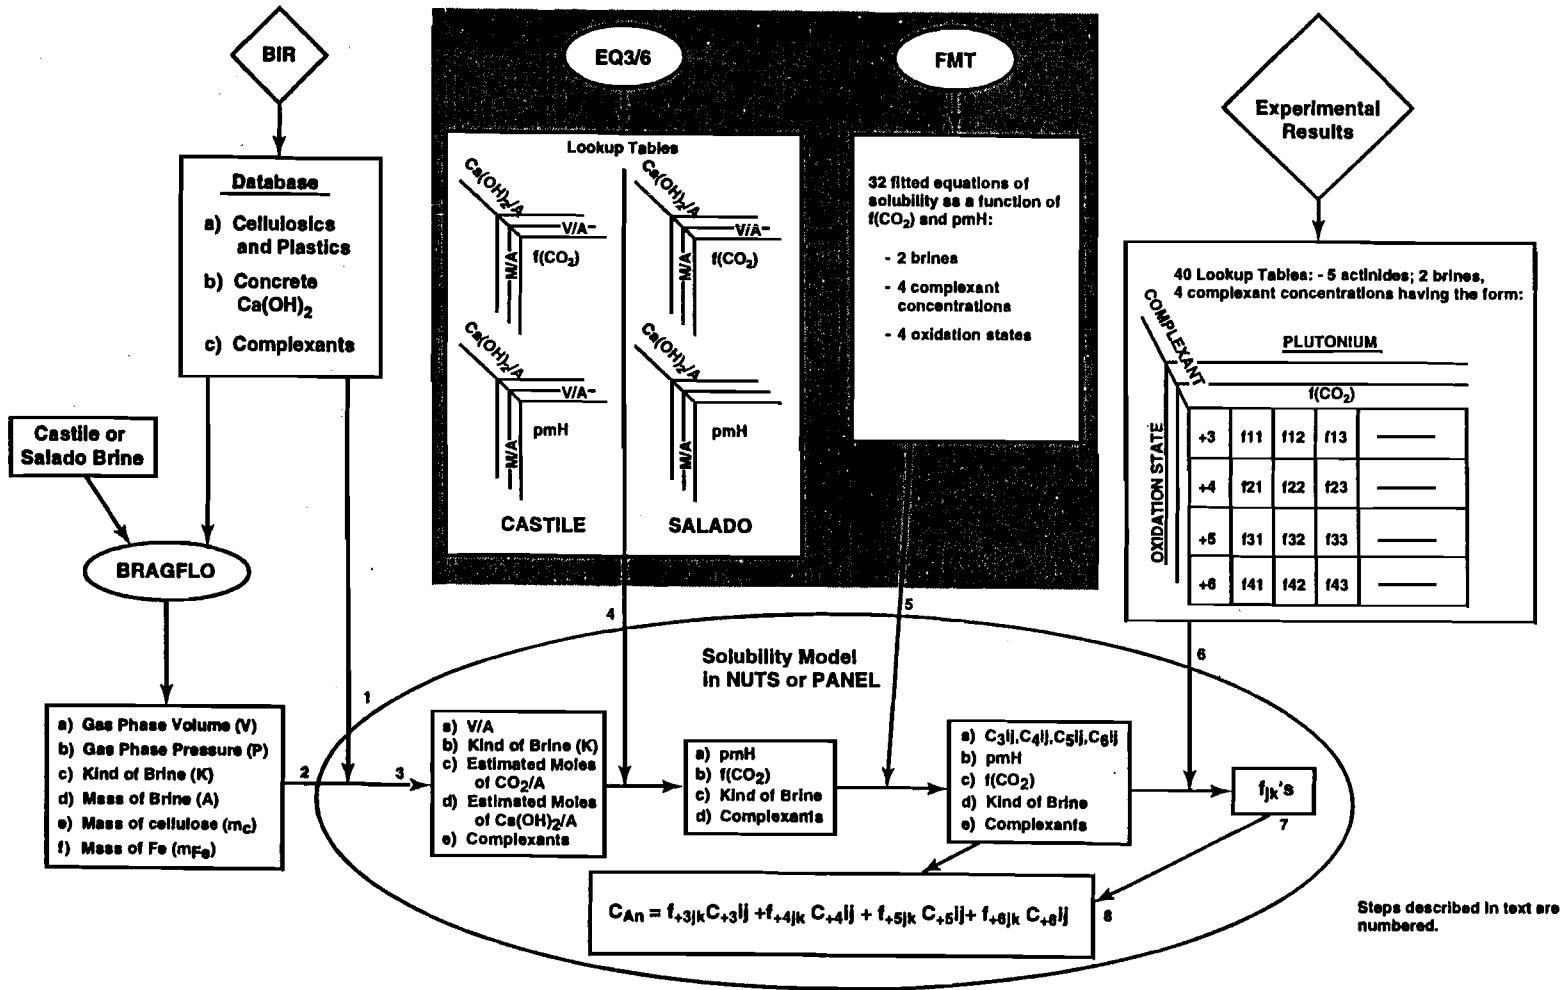 BIR
Database
a) Cellulosics
and Plastics
b) Concrete
Ca(OH)2
c) Complexants
Castile or
Salado Brine
BRAGFLO
a) Gas Phase Volume (V)
b) Gas Phase Pressure (P)
c) Kind of Brine (K)
d) Mass of Brine (A)
e) Mass of cellulose (mc)
f) Mass of Fe (mFe)
EQ3/6
FMT
Lookup Tables
Ca(OH)2/A
V/A
M/A
f(CO2)
Ca(OH)2/A
V/A
M/A
f(CO2)
Ca(OH)2/A
V/A
M/A
pmH
Ca(OH)2/A
M/A
pmH
CASTILE
SALADO
32 fitted equations of
solubility as a function of
f(CO2) and pmH:
- 2 brines
- 4 complexant
concentrations
- 4 oxidation states
Experimental
Results
40 Lookup Tables: - 5 actinides; 2 brines,
4 complexant concentrations having the form:
COMPLEXANT
PLUTONIUM
f(CO2)
OXIDATION STATE
+3 f11 f12 f13
+4 f21 f22 f23
+5 f31 f32 f33
+6 f41 f42 f43
1
2
3
4
5
6
Solubility Model
in NUTS or PANEL
a) V/A
b) Kind of Brine (K)
c) Estimated Moles
of CO2/A
d) Estimated Moles
of Ca(OH)2/A
e) Complexants
a) pmH
b) f(CO2)
c) Kind of Brine
d) Complexants
a) C3ij,C4ij,C5ij,C6ij
b) pmH
c) f(CO2)
d) Kind of Brine
e) Complexants
fjk's
7
CAn = f+3jkC+3ij +f+4jk C+4ij + f+5jk C+5ij+ f+6jk C+6ij
8
Steps described in text are
numbered.